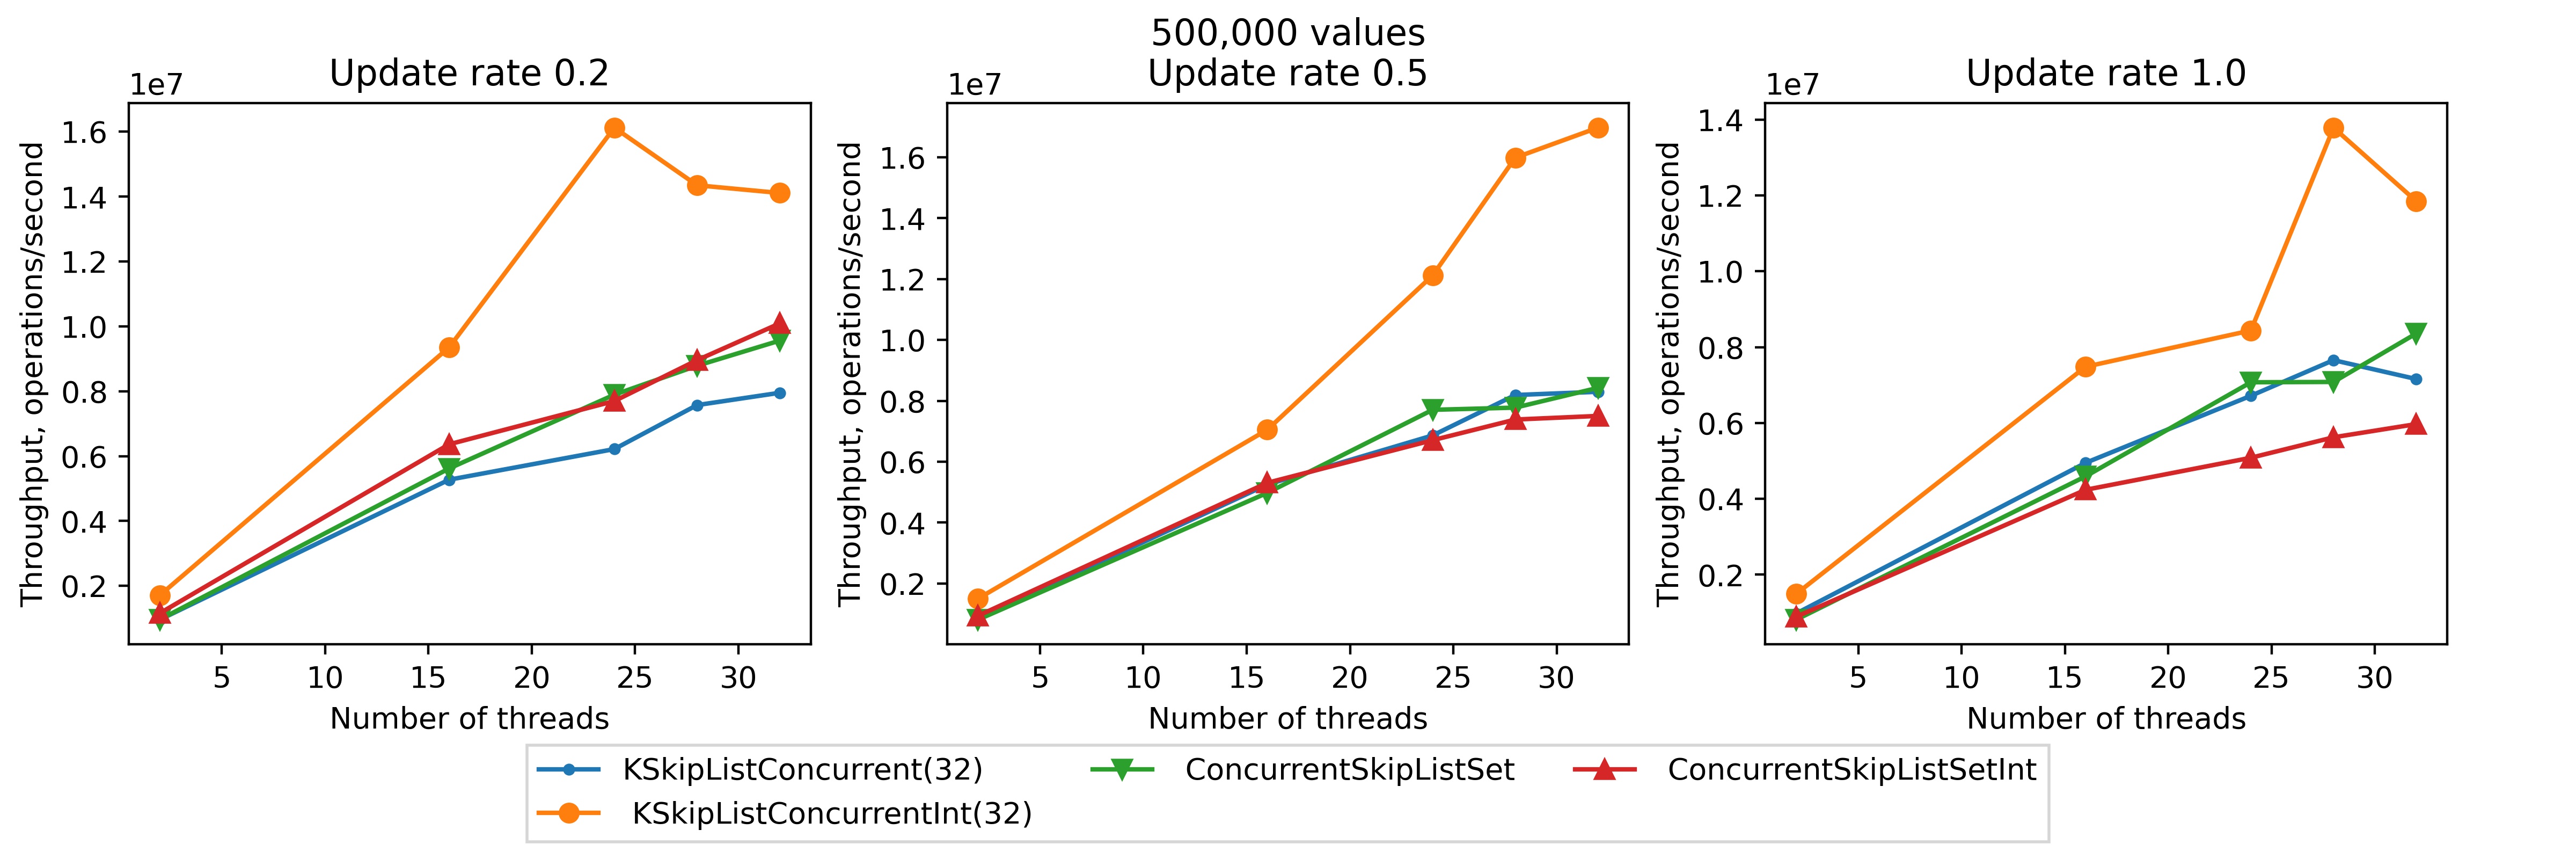 500,000 values
Update rate 0.2
Update rate 0.5
Update rate 1.0
1e7
1.6
1.4
1.2
1.0
0.8
0.6
0.4
0.2
Throughput, operations/second
5 10 15 20 25 30
Number of threads
1e7
1.6
1.4
1.2
1.0
0.8
0.6
0.4
0.2
Throughput, operations/second
5 10 15 20 25 30
Number of threads
1e7
1.4
1.2
1.0
0.8
0.6
0.4
0.2
Throughput, operations/second
5 10 15 20 25 30
Number of threads
KSkipListConcurrent(32)
KSkipListConcurrentInt(32)
ConcurrentSkipListSet
ConcurrentSkipListSetInt